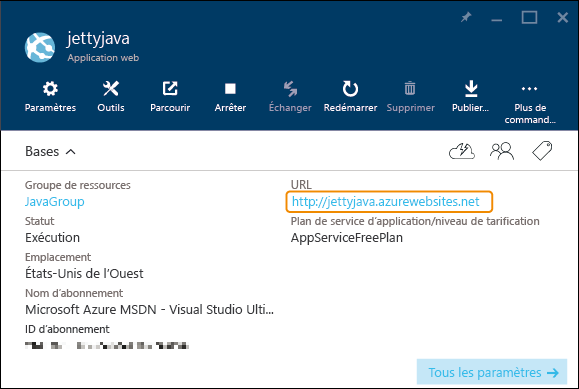 jettyjava
Application web
Paramètres Outils Parcourir Arrêter Échanger Redémarrer Supprimer Publier... Plus de command...
Bases
Groupe de ressources
JavaGroup
URL
http://jettyjava.azurewebsites.net
Statut
Exécution
Plan de service d'application/niveau de tarification
AppServiceFreePlan
Emplacement
États-Unis de l'Ouest
Nom d'abonnement
Microsoft Azure MSDN - Visual Studio Ulti...
ID d'abonnement
Tous les paramètres →